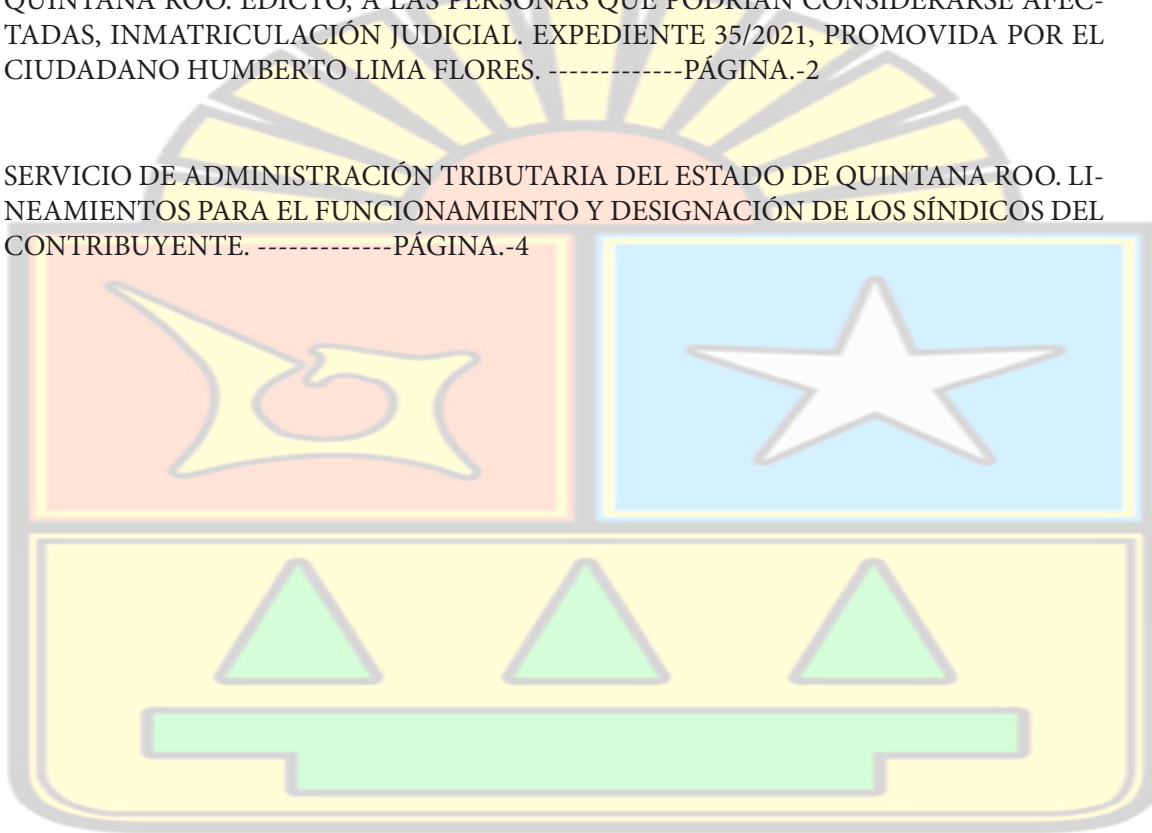 QUINTANA ROO. EDICTO, A LAS PERSONAS QUE PODRÍAN CONSIDERARSE AFEC-
TADAS, INMATRICULACIÓN JUDICIAL. EXPEDIENTE 35/2021, PROMOVIDA POR EL
CIUDADANO HUMBERTO LIMA FLORES. -------------PÁGINA.-2
SERVICIO DE ADMINISTRACIÓN TRIBUTARIA DEL ESTADO DE QUINTANA ROO. LI-
NEAMIENTOS PARA EL FUNCIONAMIENTO Y DESIGNACIÓN DE LOS SÍNDICOS DEL
CONTRIBUYENTE. -------------PÁGINA.-4